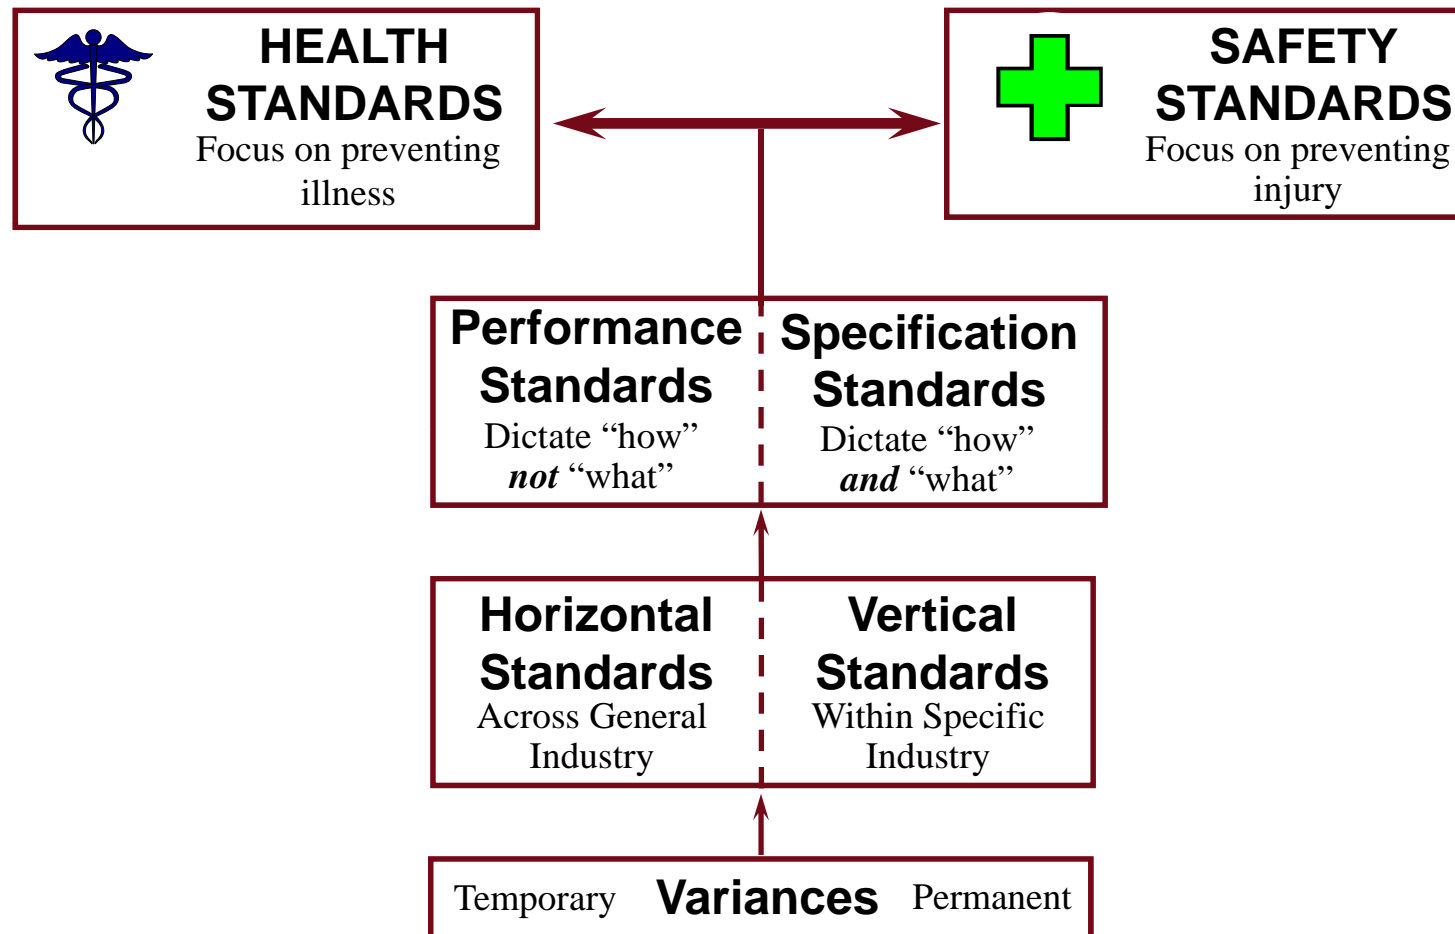 HEALTH
STANDARDS
Focus on preventing
illness
SAFETY
STANDARDS
Focus on preventing
injury
Performance
Standards
Dictate “how”
not “what”
Specification
Standards
Dictate “how”
and “what”
Horizontal
Standards
Across General
Industry
Vertical
Standards
Within Specific
Industry
Temporary Variances Permanent